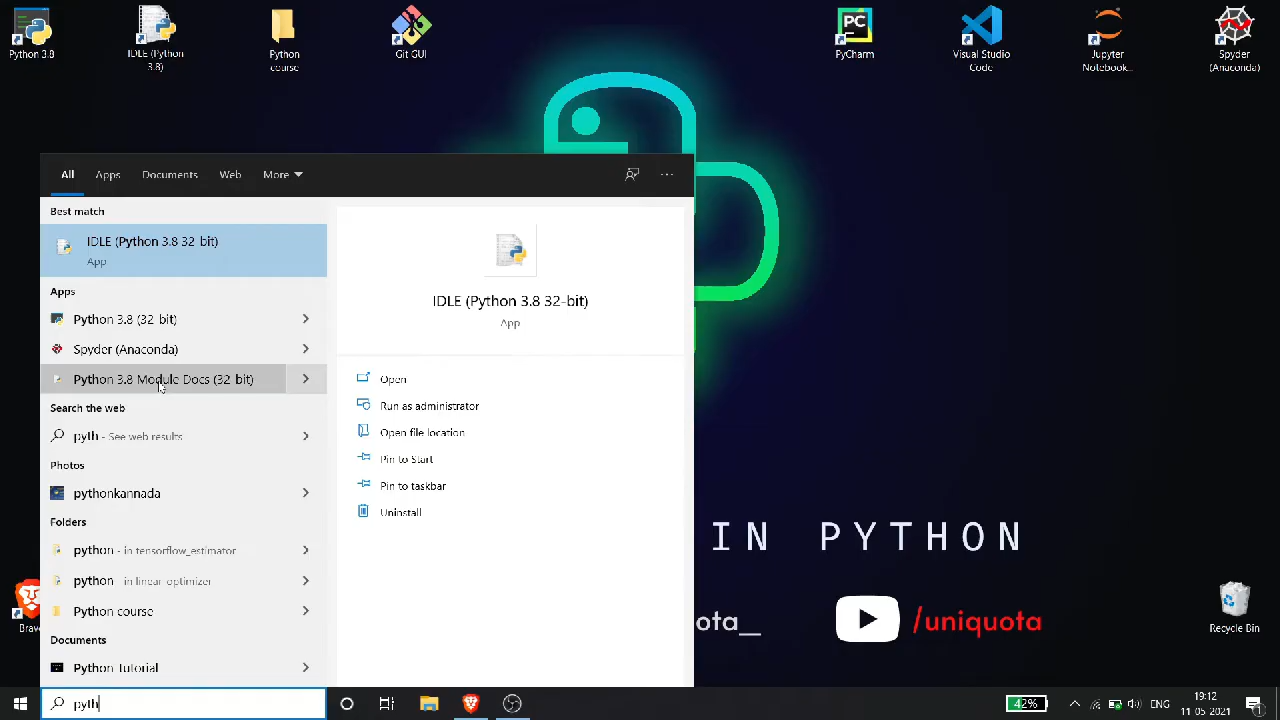 Python 3.8
IDLE (Python
3.8)
Python
course
Git GUI
PC
PyCharm
Visual Studio
Code
Jupyter
Notebook...
Spyder
(Anaconda)
All
Apps
Documents
Web
More
Best match
IDLE (Python 3.8 32-bit)
App
Apps
Python 3.8 (32-bit)
Spyder (Anaconda)
Python 3.8 Module Docs (32-bit)
Search the web
pyth - See web results
Photos
pythonkannada
Folders
python - in tensorflow_estimator
python - in linear_optimizer
Python course
Documents
Python tutorial
IDLE (Python 3.8 32-bit)
App
Open
Run as administrator
Open file location
Pin to Start
Pin to taskbar
Uninstall
IN PYTHON
ota_
/uniquota
Brave
Recycle Bin
pyth
42%
ENG
19:12
11-05-2021
1